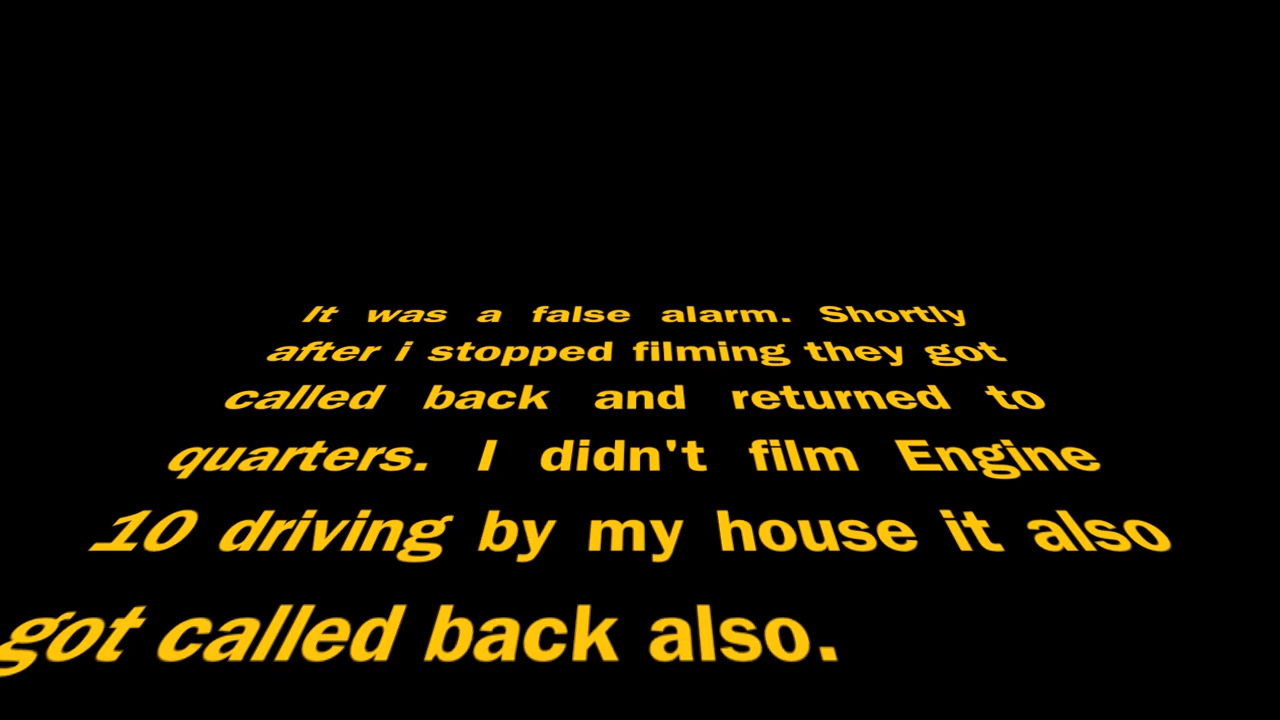 It was a false alarm. Shortly
after i stopped filming they got
called back and returned to
quarters. I didn't film Engine
10 driving by my house it also
got called back also.